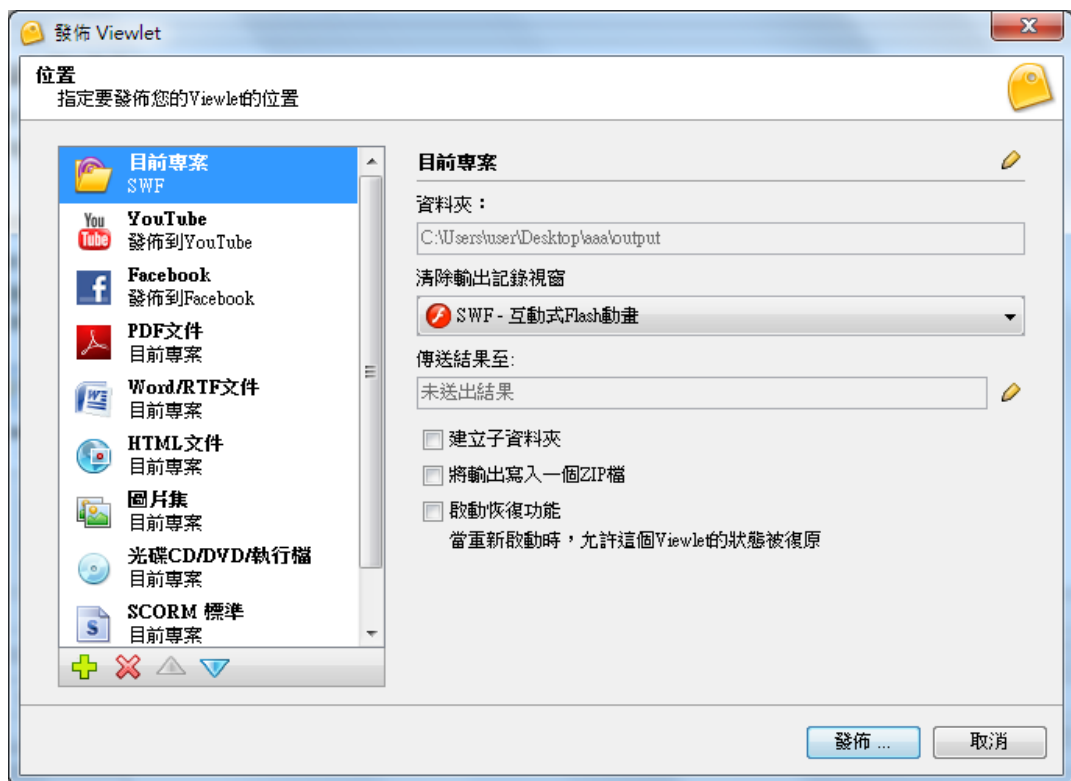 發佈 Viewlet
位置
指定要發佈您的Viewlet的位置
目前專案
SWF
YouTube
發佈到YouTube
Facebook
發佈到Facebook
PDF文件
目前專案
Word/RTF文件
目前專案
HTML文件
目前專案
圖片集
目前專案
光碟CD/DVD/執行檔
目前專案
SCORM 標準
目前專案
目前專案
資料夾：
C:\Users\user\Desktop\aaa\output
清除輸出記錄視窗
SWF - 互動式Flash動畫
傳送結果至:
未送出結果
建立子資料夾
將輸出寫入一個ZIP檔
啟動恢復功能
當重新啟動時，允許這個Viewlet的狀態被復原
發佈 ...
取消